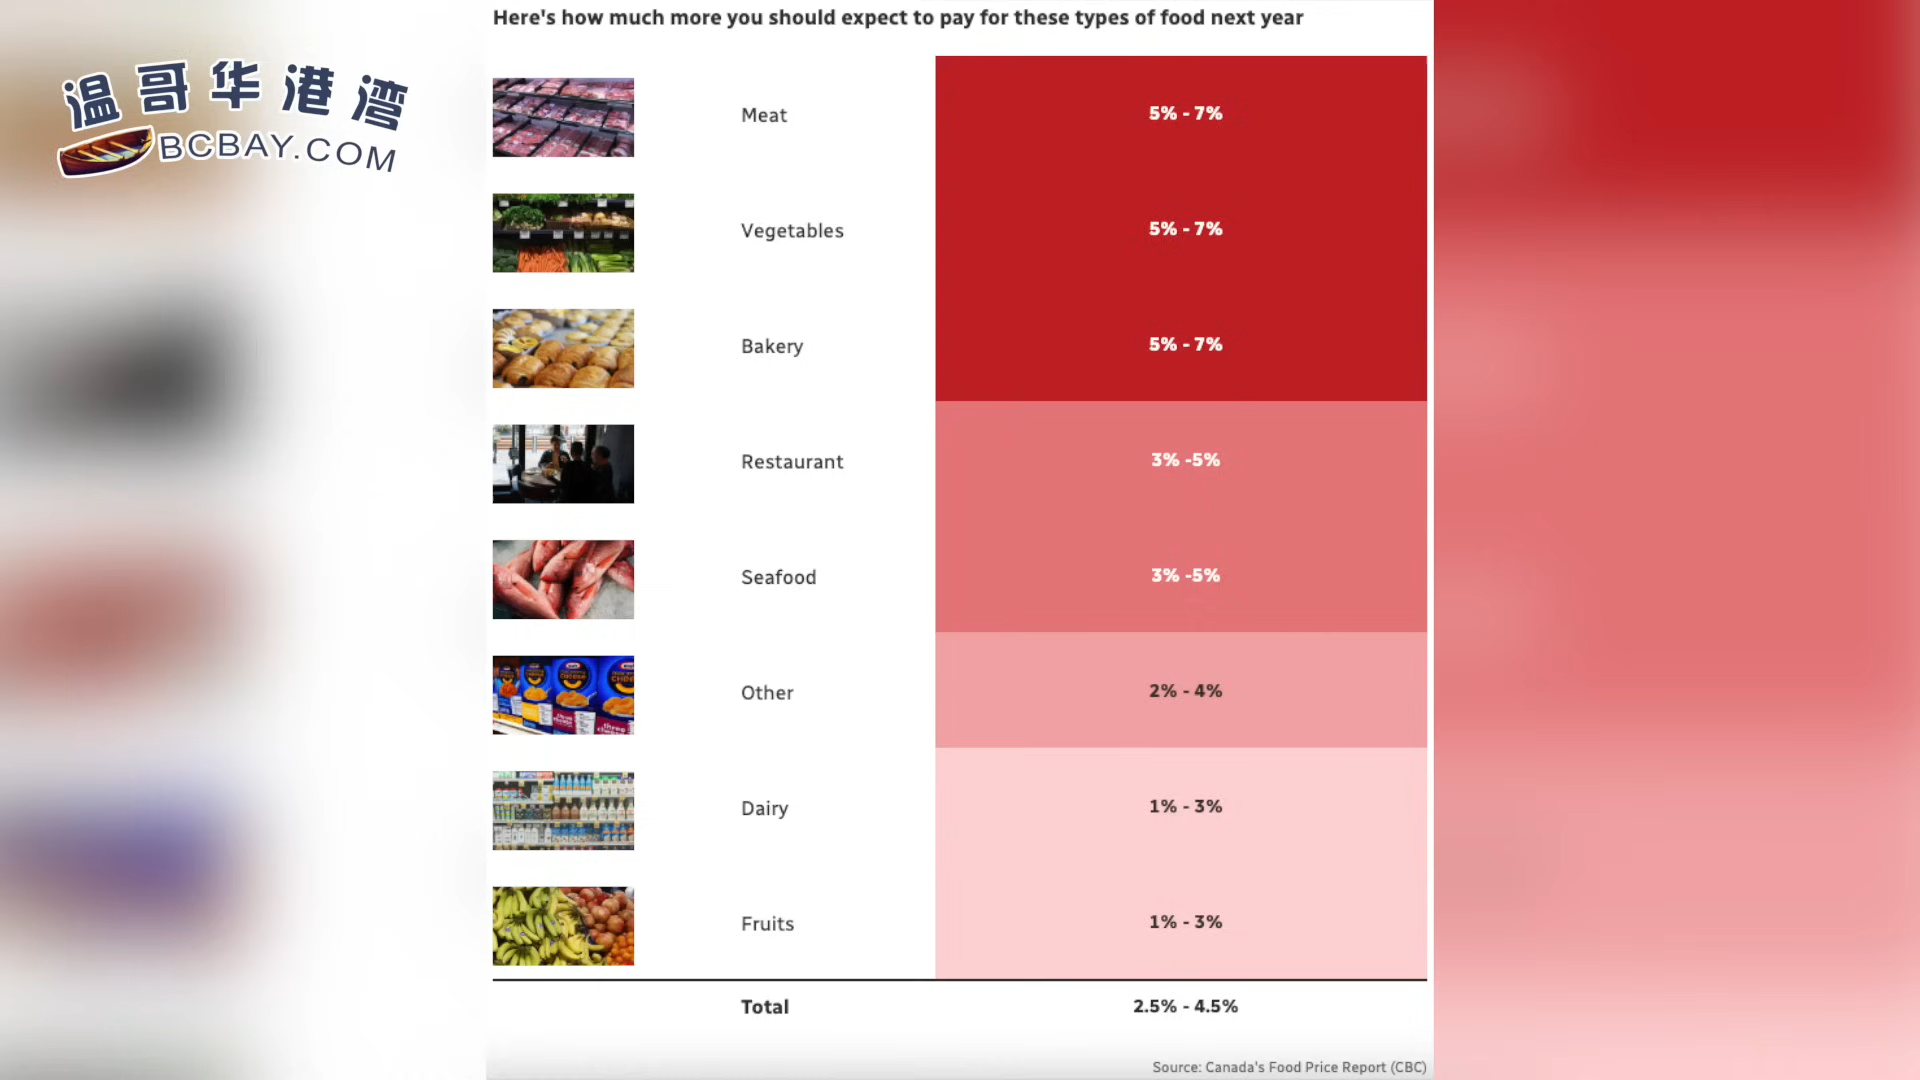 Here's how much more you should expect to pay for these types of food next year
温哥华港湾
BCBAY.COM
Meat 5% - 7%
Vegetables 5% - 7%
Bakery 5% - 7%
Restaurant 3% -5%
Seafood 3% -5%
Other 2% - 4%
Dairy 1% - 3%
Fruits 1% - 3%
Total 2.5% - 4.5%
Source: Canada's Food Price Report (CBC)